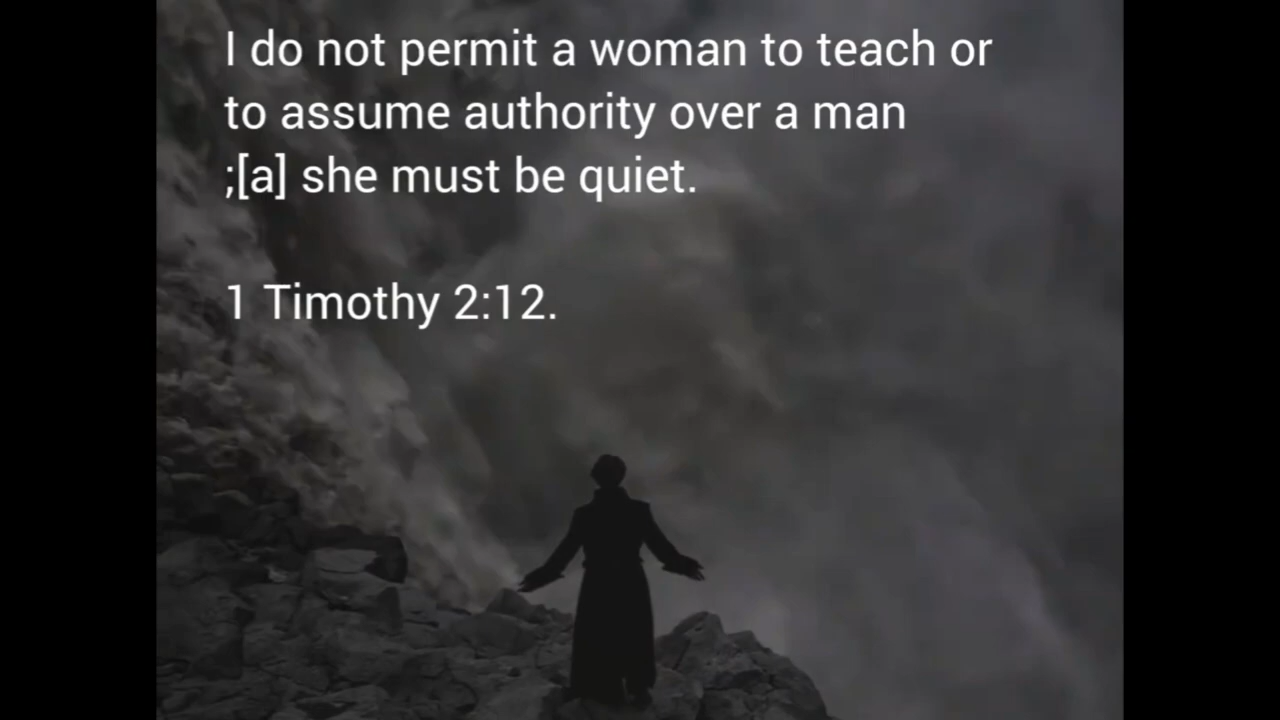 I do not permit a woman to teach or
to assume authority over a man
;[a] she must be quiet.
1 Timothy 2:12.